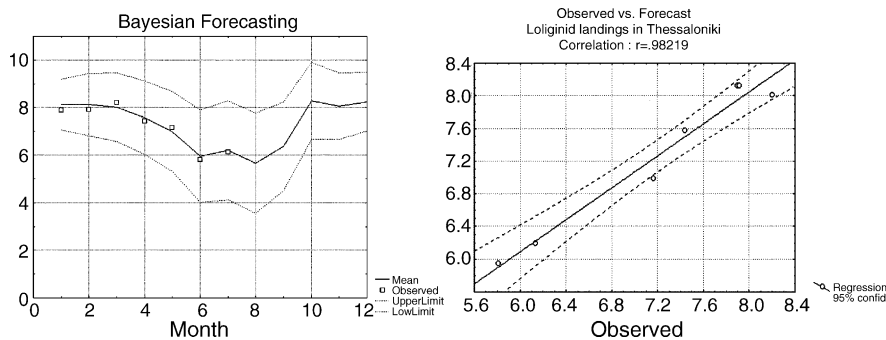 Bayesian Forecasting
10
8
6
4
2
0
0 2 4 6 8 10 12
Month
Mean
Observed
UpperLimit
LowLimit
Observed vs. Forecast
Loliginid landings in Thessaloniki
Correlation : r=.98219
8.4
8.0
7.6
7.2
6.8
6.4
6.0
5.6 6.0 6.4 6.8 7.2 7.6 8.0 8.4
Observed
Regression
95% confid